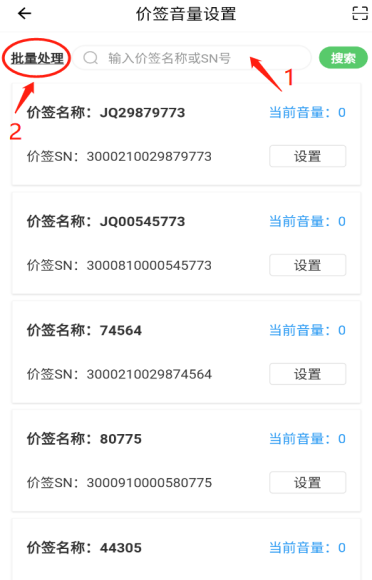 价签音量设置
批量处理 输入价签名称或SN号 搜索
1
2
价签名称：JQ29879773 当前音量：0
价签SN：3000210029879773 设置
价签名称：JQ00545773 当前音量：0
价签SN：3000810000545773 设置
价签名称：74564 当前音量：0
价签SN：3000210029874564 设置
价签名称：80775 当前音量：0
价签SN：3000910000580775 设置
价签名称：44305 当前音量：0